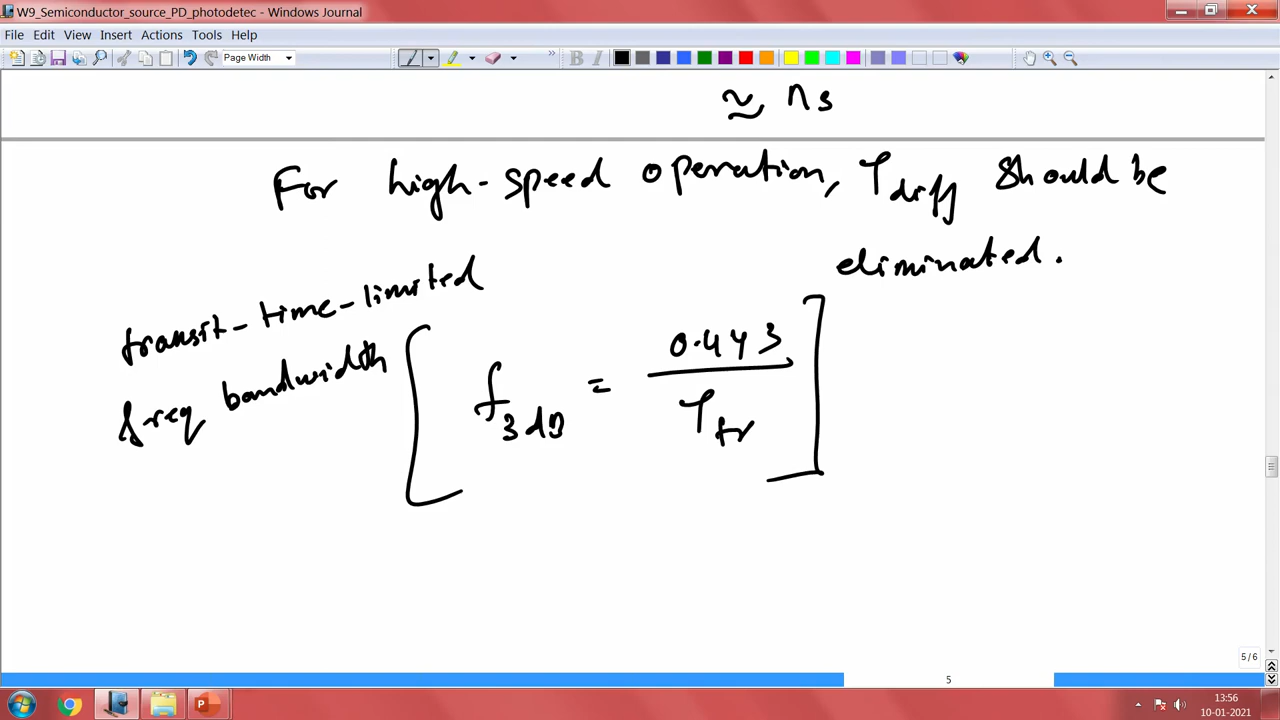 W9_Semiconductor_source_PD_photodetec - Windows Journal
File Edit View Insert Actions Tools Help
Page Width
B I
≈ ns
For high-speed operation, τdiff should be
eliminated.
transit-time-limited
freq bandwidth
f3dB = 0.443
τtr
5/6
5
13:56
10-01-2021